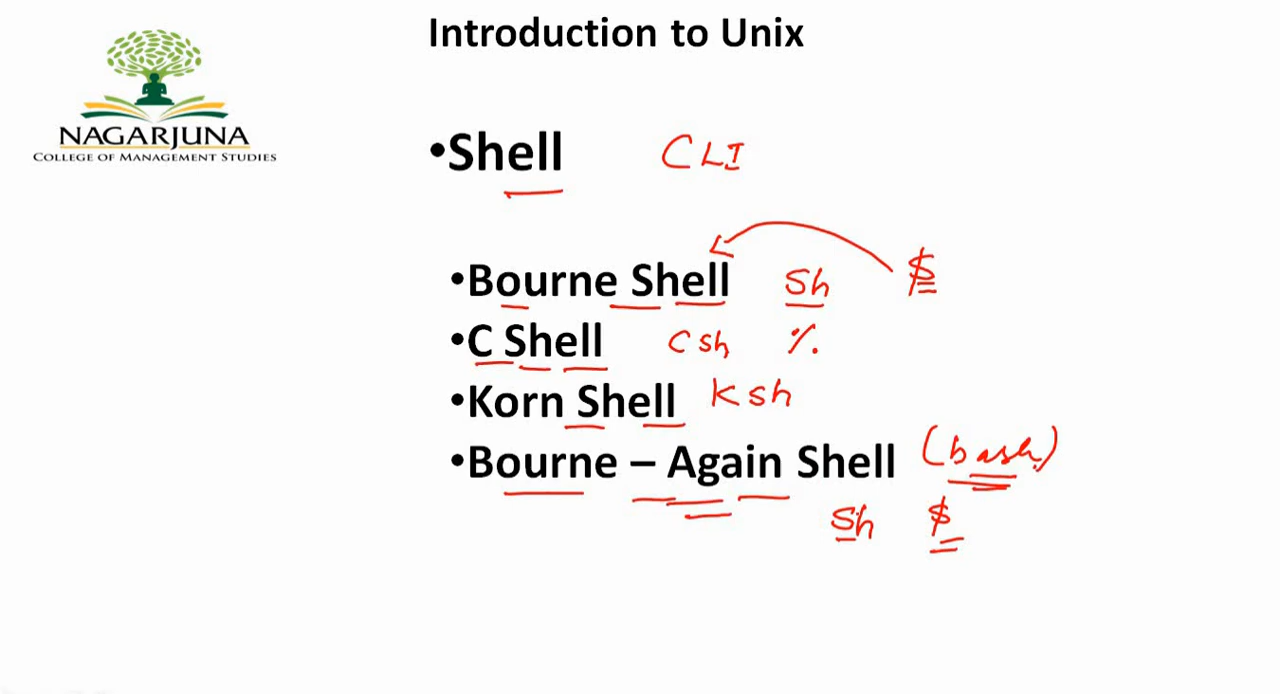 Introduction to Unix
NAGARJUNA
COLLEGE OF MANAGEMENT STUDIES
•Shell CLI
•Bourne Shell Sh $
•C Shell Csh %
•Korn Shell Ksh
•Bourne – Again Shell (bash)
Sh $